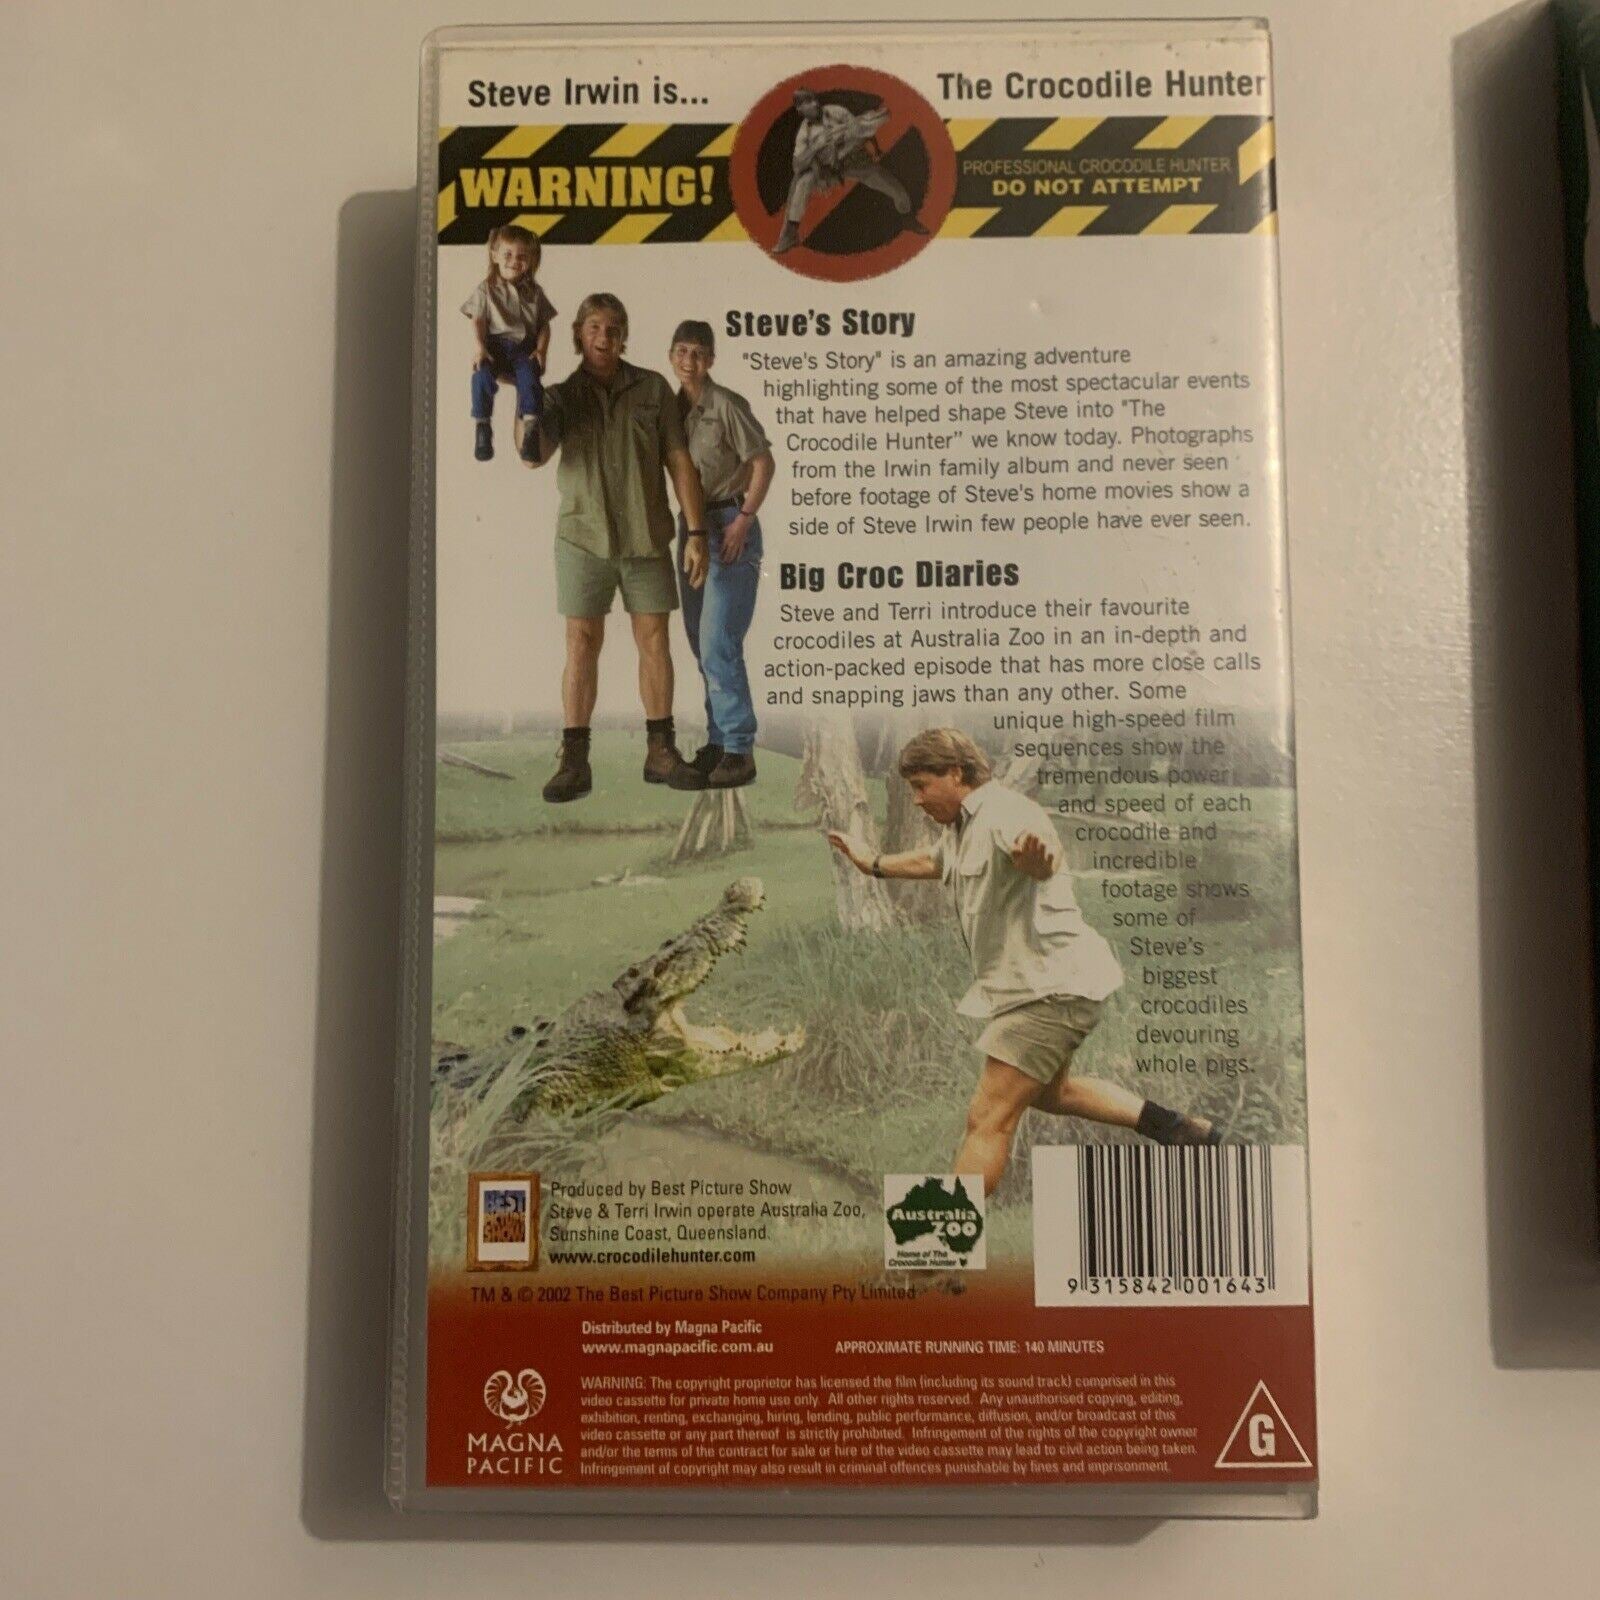 Steve Irwin is...
The Crocodile Hunter
WARNING!
PROFESSIONAL CROCODILE HUNTER
DO NOT ATTEMPT
Steve's Story
"Steve's Story" is an amazing adventure
highlighting some of the most spectacular events
that have helped shape Steve into "The
Crocodile Hunter" we know today. Photographs
from the Irwin family album and never seen
before footage of Steve's home movies show a
side of Steve Irwin few people have ever seen.
Big Croc Diaries
Steve and Terri introduce their favourite
crocodiles at Australia Zoo in an in-depth and
action-packed episode that has more close calls
and snapping jaws than any other. Some
unique high-speed film
sequences show the
tremendous power
and speed of each
crocodile and
incredible
footage shows
some of
Steve's
biggest
crocodiles
devouring
whole pigs.
BEST
SHOW
Produced by Best Picture Show
Steve & Terri Irwin operate Australia Zoo,
Sunshine Coast, Queensland.
www.crocodilehunter.com
Australia
ZOO
Home of The
Crocodile Hunter
9 315842 001643
TM & © 2002 The Best Picture Show Company Pty Limited
Distributed by Magna Pacific
www.magnapacific.com.au
APPROXIMATE RUNNING TIME: 140 MINUTES
MAGNA
PACIFIC
WARNING: The copyright proprietor has licensed the film (including its sound track) comprised in this
video cassette for private home use only. All other rights reserved. Any unauthorised copying, editing,
exhibition, renting, exchanging, hiring, lending, public performance, diffusion, and/or broadcast of this
video cassette or any part thereof is strictly prohibited. Infringement of the rights of the copyright owner
and/or the terms of the contract for sale or hire of the video cassette may lead to civil action being taken.
Infringement of copyright may also result in criminal offences punishable by fines and imprisonment.
G